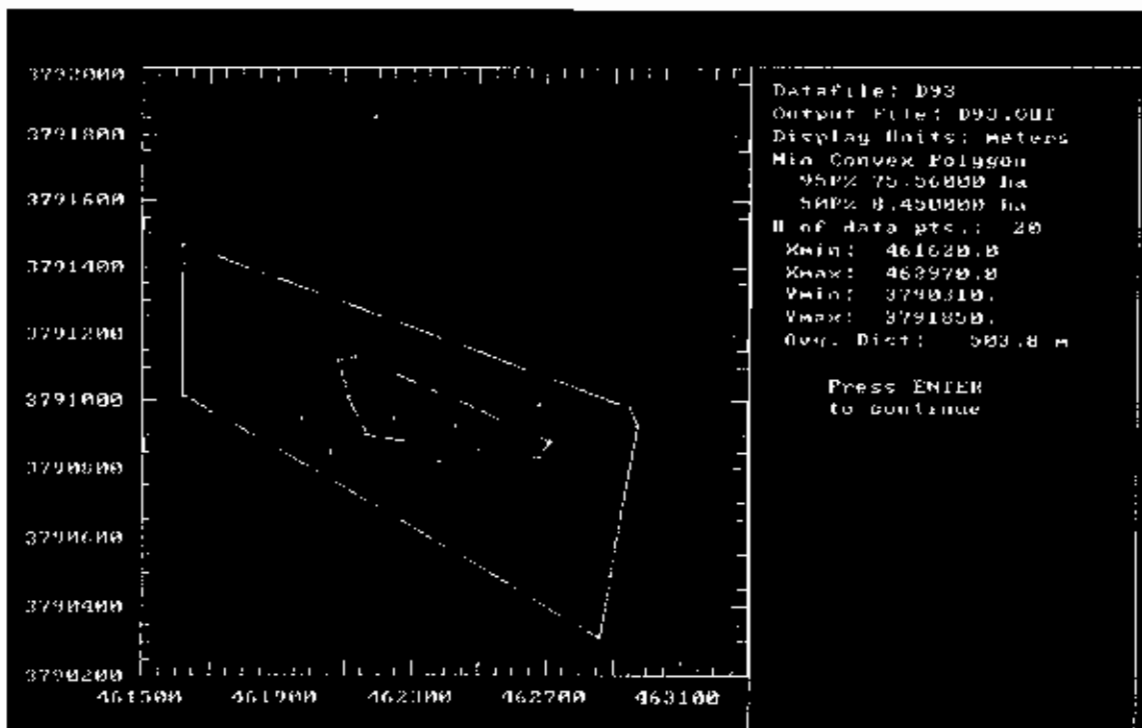 3792000
3791800
3791600
3791400
3791200
3791000
3790800
3790600
3790400
3790200
461500 461900 462300 462700 463100
Datafile: D93
Output File: D93.OUT
Display Units: meters
Min Convex Polygon
95P% 75.56000 ha
50P% 8.450000 ha
# of data pts.: 20
Xmin: 461620.0
Xmax: 462970.0
Ymin: 3790310.
Ymax: 3791850.
Avg. Dist: 503.8 m
Press ENTER
to continue